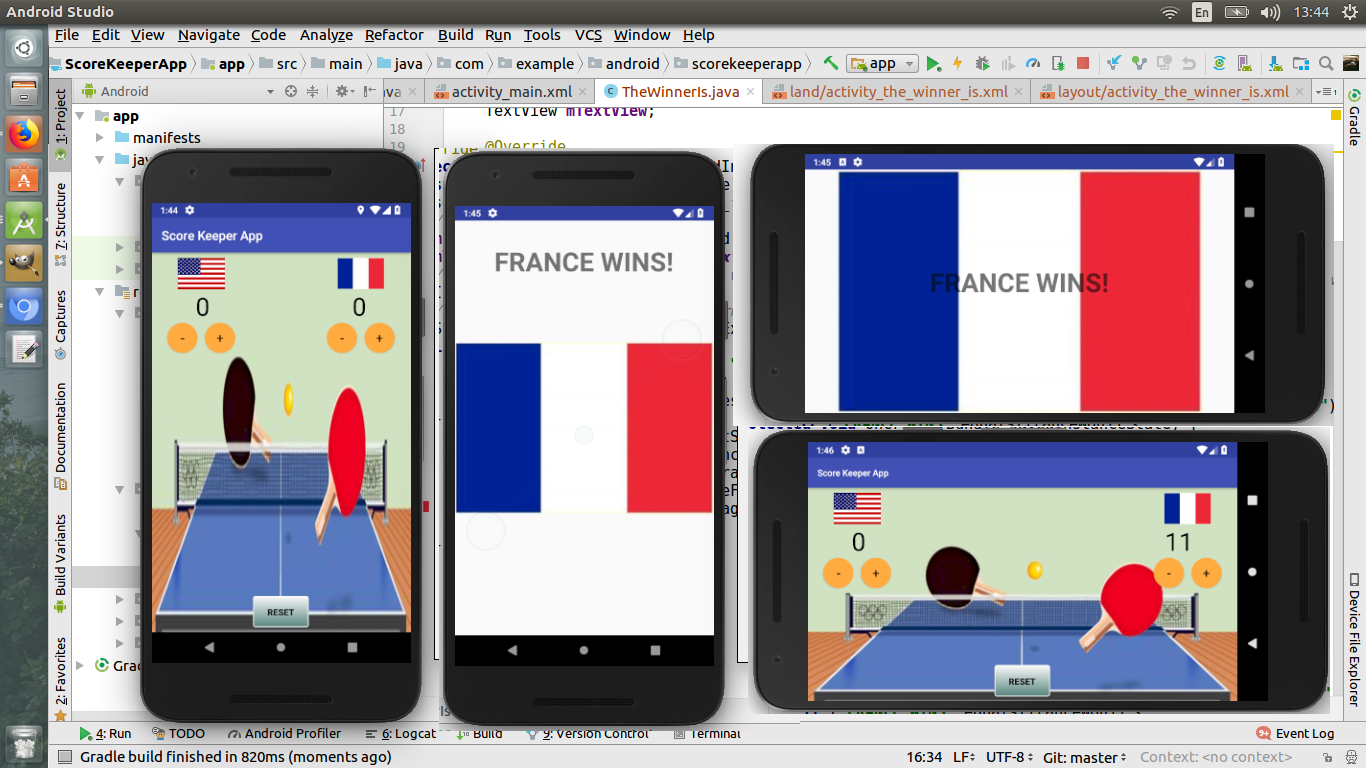 Android Studio
En
13:44
File Edit View Navigate Code Analyze Refactor Build Run Tools VCS Window Help
ScoreKeeperApp app src main java com example android scorekeeperapp app
Android
activity_main.xml
TheWinnerIs.java
land/activity_the_winner_is.xml
layout/activity_the_winner_is.xml
1
1: Project
7: Structure
Captures
Documentation
Build Variants
2: Favorites
Gradle
Device File Explorer
app
manifests
17
18
19
TextView mTextView;
@Override
1:44
Score Keeper App
0
0
-
+
-
+
RESET
1:45
FRANCE WINS!
1:45
FRANCE WINS!
1:46
Score Keeper App
0
11
-
+
-
+
RESET
4: Run TODO Android Profiler 6: Logcat Build 9: Version Control Terminal
9+ Event Log
Gradle build finished in 820ms (moments ago)
16:34 LF UTF-8 Git: master Context: <no context>